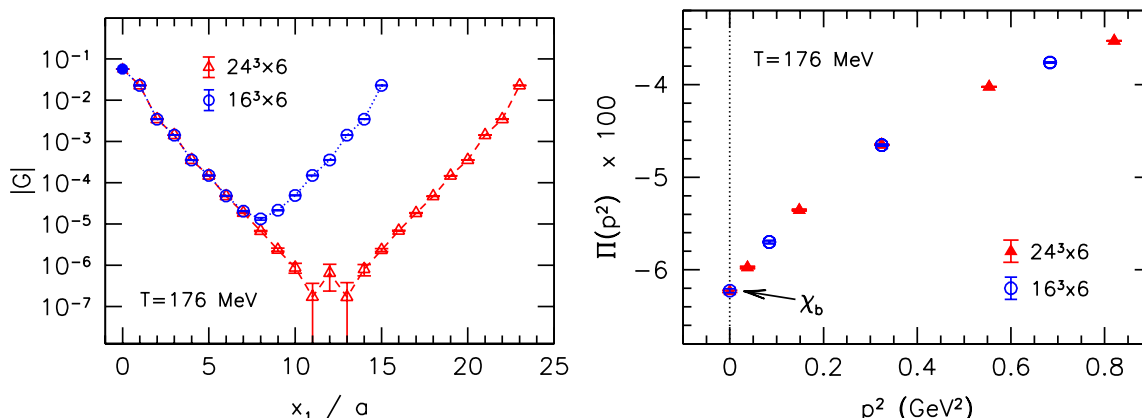 |G|
10⁻¹
10⁻²
10⁻³
10⁻⁴
10⁻⁵
10⁻⁶
10⁻⁷
24³×6
16³×6
T=176 MeV
0 5 10 15 20 25
x₁ / a
Π(p²) × 100
-4
-5
-6
T=176 MeV
24³×6
16³×6
χ_b
0 0.2 0.4 0.6 0.8
p² (GeV²)